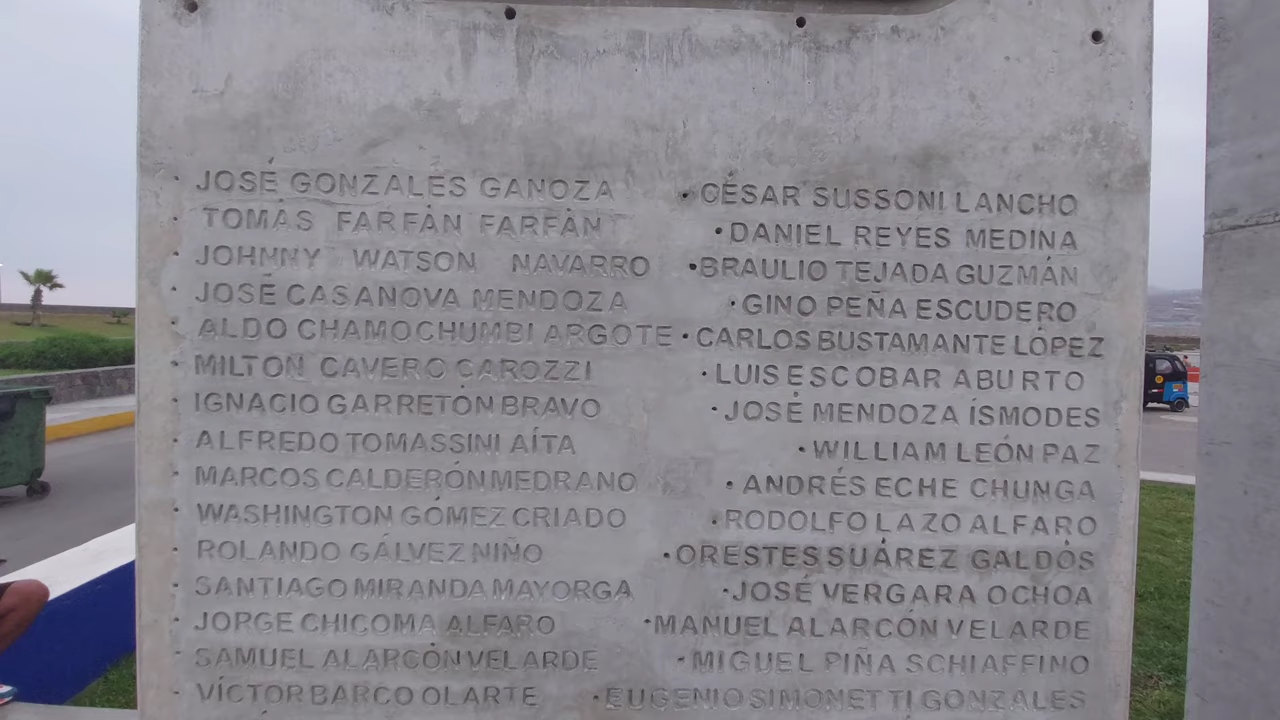 · JOSÉ GONZALES GANOZA
· TOMÁS FARFÁN FARFÁN
· JOHNNY WATSON NAVARRO
· JOSÉ CASANOVA MENDOZA
· ALDO CHAMOCHUMBI ARGOTE
· MILTON CAVERO CAROZZI
· IGNACIO GARRETÓN BRAVO
· ALFREDO TOMASSINI AÍTA
· MARCOS CALDERÓN MEDRANO
· WASHINGTON GÓMEZ CRIADO
· ROLANDO GÁLVEZ NIÑO
· SANTIAGO MIRANDA MAYORGA
· JORGE CHICOMA ALFARO
· SAMUEL ALARCÓN VELARDE
· VÍCTOR BARCO OLARTE
· CÉSAR SUSSONI LANCHO
· DANIEL REYES MEDINA
· BRAULIO TEJADA GUZMÁN
· GINO PEÑA ESCUDERO
· CARLOS BUSTAMANTE LÓPEZ
· LUIS ESCOBAR ABURTO
· JOSÉ MENDOZA ÍSMODES
· WILLIAM LEÓN PAZ
· ANDRÉS ECHE CHUNGA
· RODOLFO LAZO ALFARO
· ORESTES SUÁREZ GALDÓS
· JOSÉ VERGARA OCHOA
· MANUEL ALARCÓN VELARDE
· MIGUEL PIÑA SCHIAFFINO
· EUGENIO SIMONETTI GONZALES